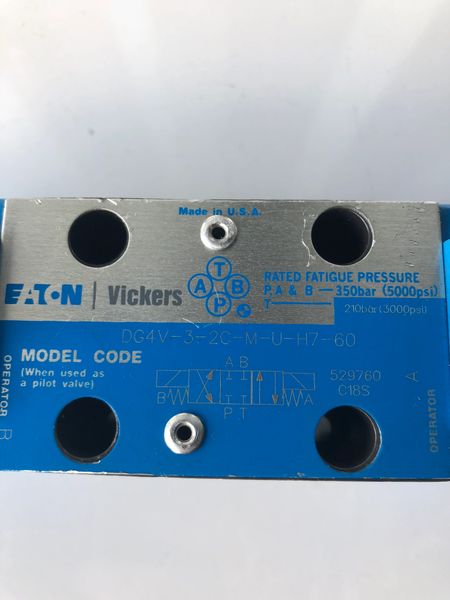 Made in U.S.A.
T
A B
P
EATON | Vickers
RATED FATIGUE PRESSURE
P,A & B — 350bar (5000psi)
T 210bar (3000psi)
DG4V-3-2C-M-U-H7-60
MODEL CODE
(When used as
a pilot valve)
A B
B A
P T
529760
C18S
OPERATOR B
OPERATOR A